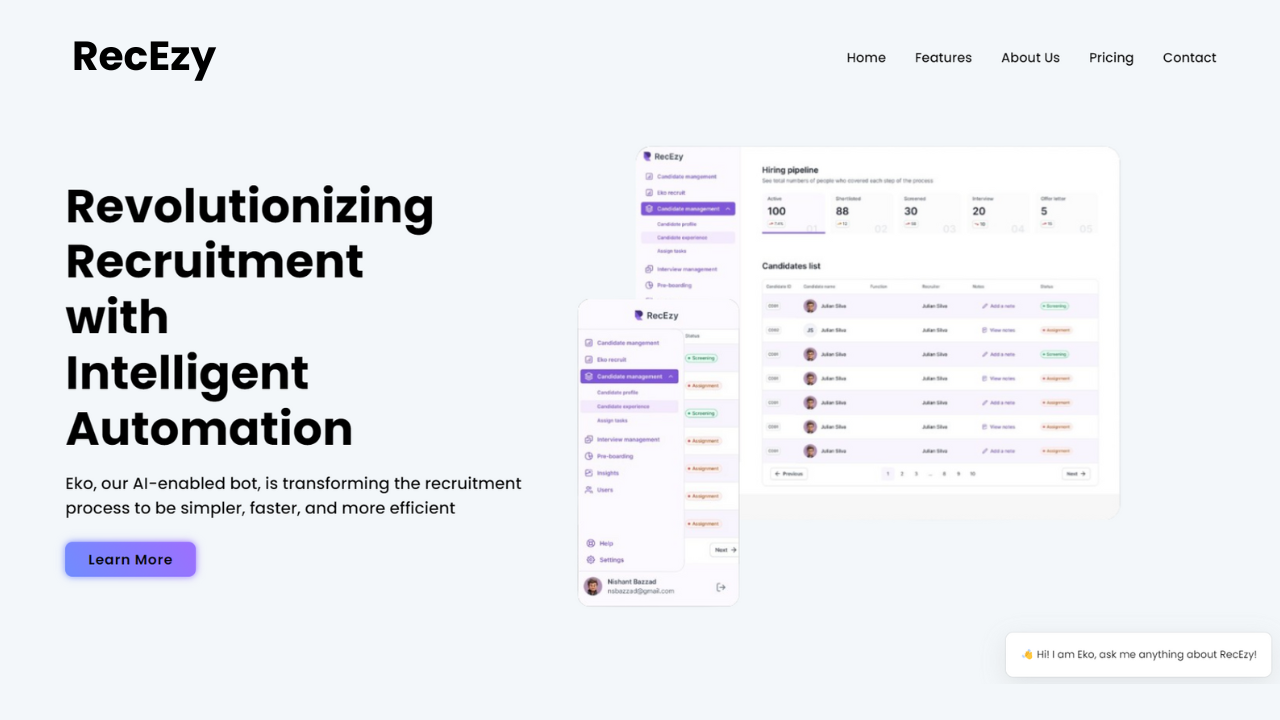 RecEzy
Home Features About Us Pricing Contact
Revolutionizing
Recruitment
with
Intelligent
Automation
Eko, our AI-enabled bot, is transforming the recruitment
process to be simpler, faster, and more efficient
Learn More
RecEzy
Candidate mangement
Eko recruit
Candidate management
Candidate profile
Candidate experience
Assign tasks
Interview management
Pre-boarding
Hiring pipeline
See total numbers of people who covered each step of the process
Active Shortlisted Screened Interview Offer letter
100 88 30 20 5
01 02 03 04 05
Candidates list
Candidate ID Candidate name Function Recruiter Notes Status
Julian Silva Julian Silva Add a note Screening
JS Julian Silva Julian Silva View notes Assignment
Julian Silva Julian Silva Add a note Screening
Julian Silva Julian Silva View notes Assignment
Julian Silva Julian Silva Add a note Assignment
Julian Silva Julian Silva View notes Assignment
Julian Silva Julian Silva Add a note Assignment
Previous 1 2 3 ... 8 9 10 Next
RecEzy
Candidate mangement
Eko recruit
Candidate management
Candidate profile
Candidate experience
Assign tasks
Interview management
Pre-boarding
Insights
Users
Help
Settings
Nishant Bazzad
nsbazzad@gmail.com
Status
Screening
Assignment
Screening
Assignment
Assignment
Assignment
Assignment
Next
🤙 Hi! I am Eko, ask me anything about RecEzy!